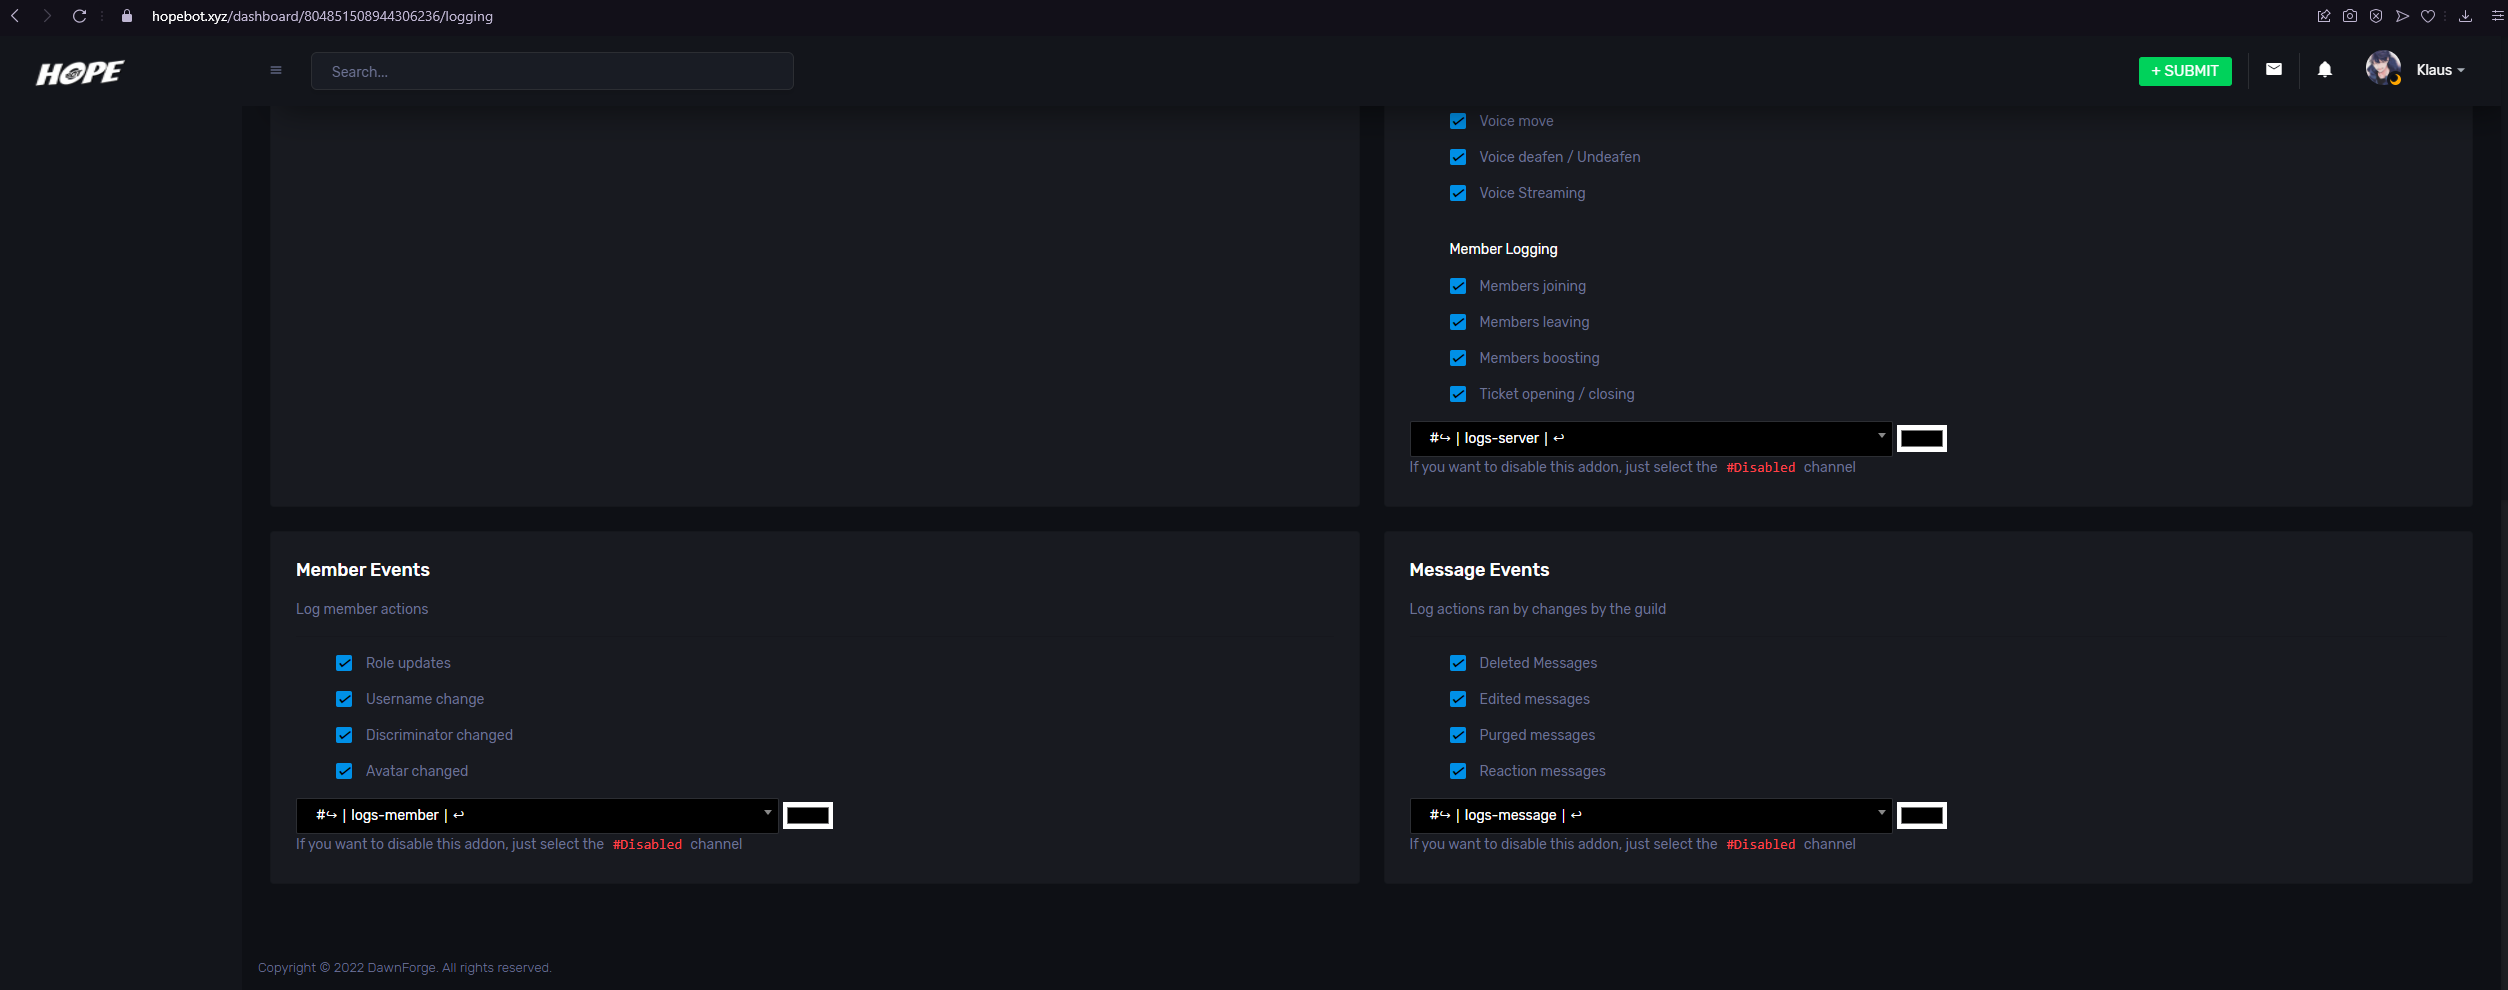 hopebot.xyz/dashboard/804851508944306236/logging
HOPE
Search...
+ SUBMIT
Klaus
Voice move
Voice deafen / Undeafen
Voice Streaming
Member Logging
Members joining
Members leaving
Members boosting
Ticket opening / closing
#↪ | logs-server | ↩
If you want to disable this addon, just select the #Disabled channel
Member Events
Log member actions
Role updates
Username change
Discriminator changed
Avatar changed
#↪ | logs-member | ↩
If you want to disable this addon, just select the #Disabled channel
Message Events
Log actions ran by changes by the guild
Deleted Messages
Edited messages
Purged messages
Reaction messages
#↪ | logs-message | ↩
If you want to disable this addon, just select the #Disabled channel
Copyright © 2022 DawnForge. All rights reserved.